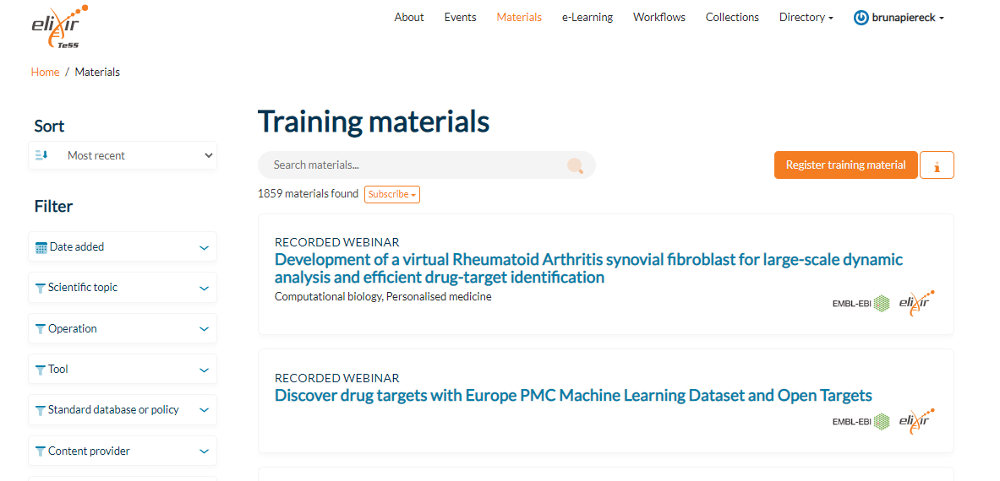 elixir
TeSS
About Events Materials e-Learning Workflows Collections Directory brunapiereck
Home / Materials
Sort
Most recent
Filter
Date added
Scientific topic
Operation
Tool
Standard database or policy
Content provider
Training materials
Search materials...
Register training material
i
1859 materials found Subscribe
RECORDED WEBINAR
Development of a virtual Rheumatoid Arthritis synovial fibroblast for large-scale dynamic
analysis and efficient drug-target identification
Computational biology, Personalised medicine
EMBL-EBI elixir
RECORDED WEBINAR
Discover drug targets with Europe PMC Machine Learning Dataset and Open Targets
EMBL-EBI elixir